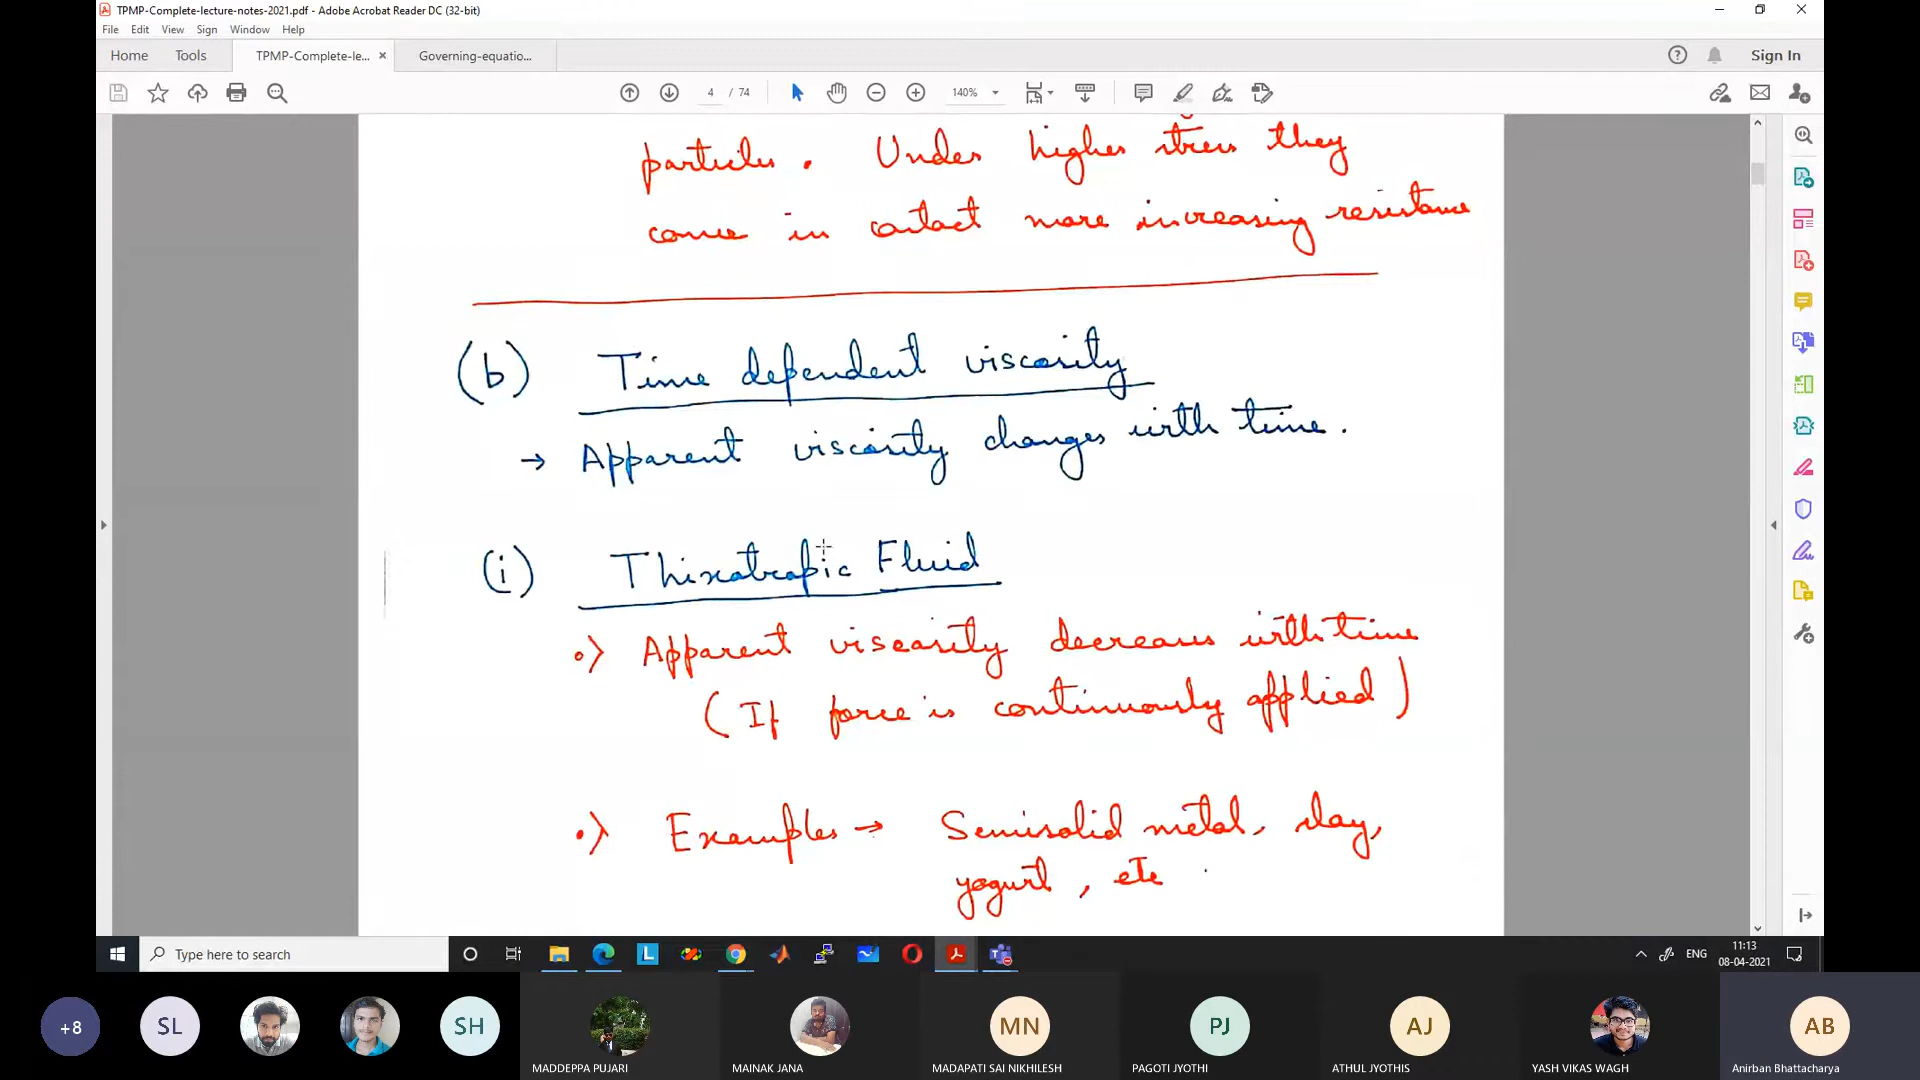 TPMP-Complete-lecture-notes-2021.pdf - Adobe Acrobat Reader DC (32-bit)
File Edit View Sign Window Help
Home Tools TPMP-Complete-le... × Governing-equatio... Sign In
4 / 74 140%
particles. Under higher stress they
come in contact more increasing resistance
(b) Time dependent viscosity
→ Apparent viscosity changes with time.
(i) Thixotropic Fluid
•> Apparent viscosity decreases with time
(If force is continuously applied)
•> Examples → Semisolid metal, clay,
yogurt, etc
Type here to search
L
ENG
11:13
08-04-2021
+8 SL SH MN PJ AJ AB
MADDEPPA PUJARI MAINAK JANA MADAPATI SAI NIKHILESH PAGOTI JYOTHI ATHUL JYOTHIS YASH VIKAS WAGH Anirban Bhattacharya